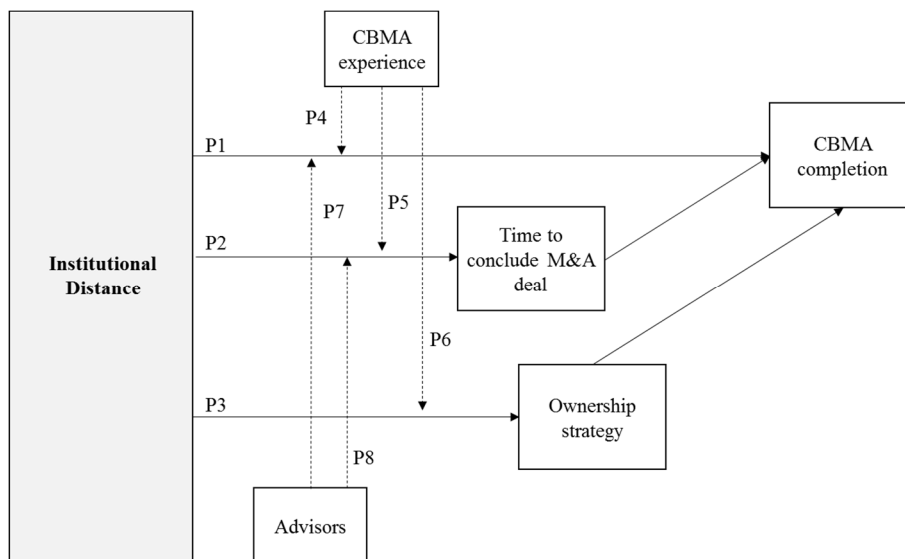 CBMA
experience
P4
P1
CBMA
completion
P7
P5
P2
Time to
conclude M&A
deal
Institutional
Distance
P6
P3
Ownership
strategy
P8
Advisors